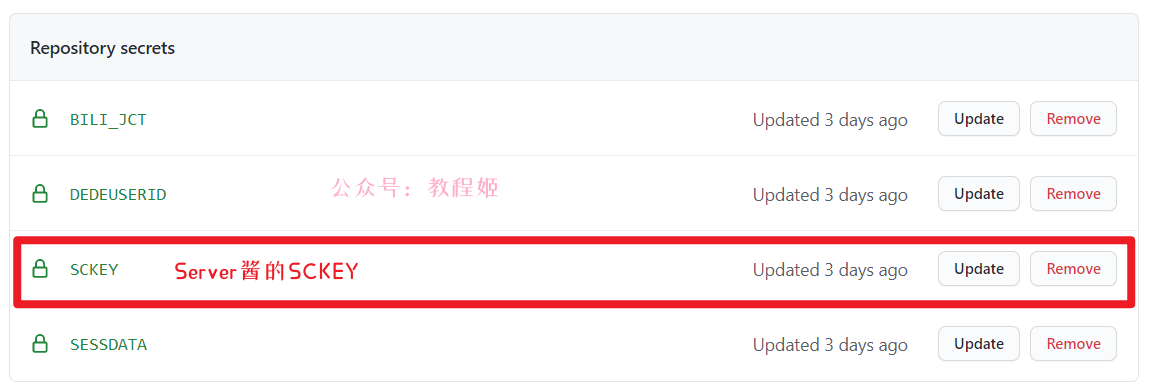 Repository secrets
BILI_JCT Updated 3 days ago Update Remove
DEDEUSERID 公众号：教程姬 Updated 3 days ago Update Remove
SCKEY Server酱的SCKEY Updated 3 days ago Update Remove
SESSDATA Updated 3 days ago Update Remove